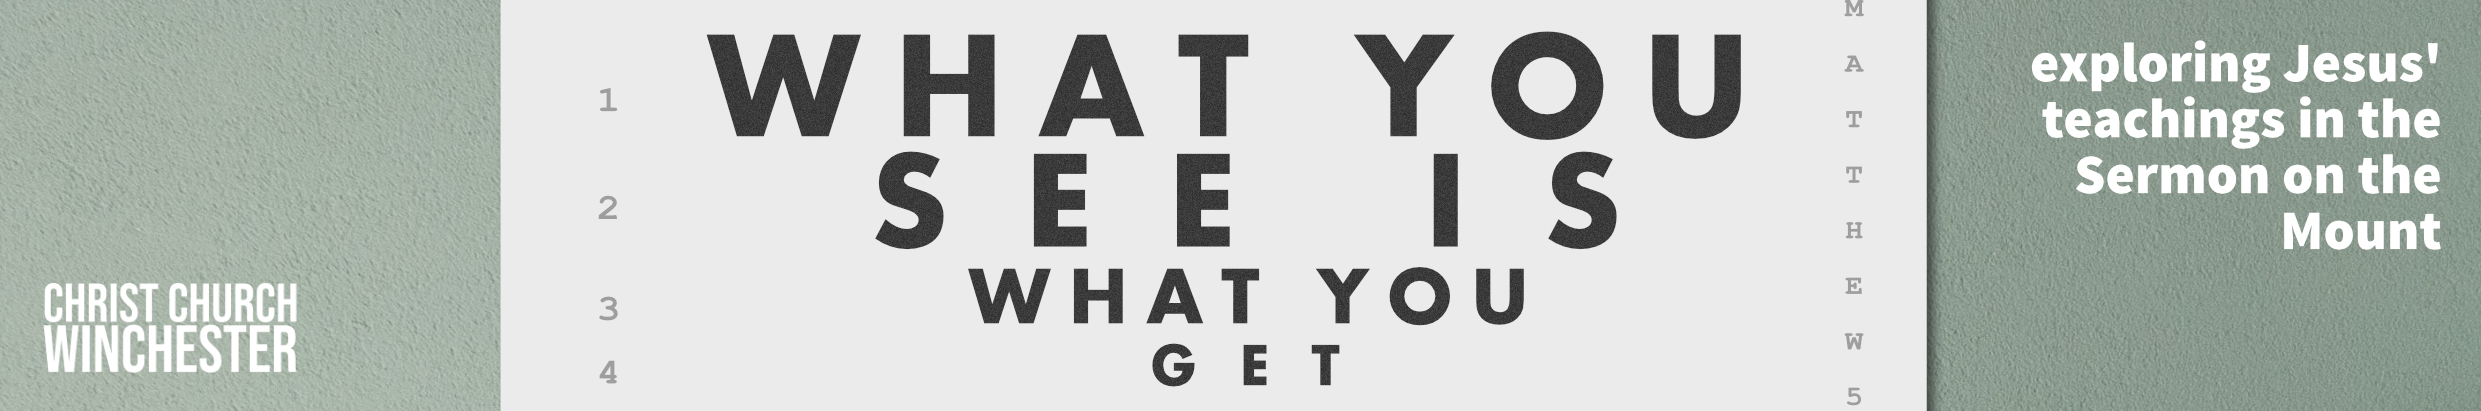 CHRIST CHURCH
WINCHESTER
1 WHAT YOU
2 SEE IS
3 WHAT YOU
4 GET
MATTHEW 5
exploring Jesus'
teachings in the
Sermon on the
Mount